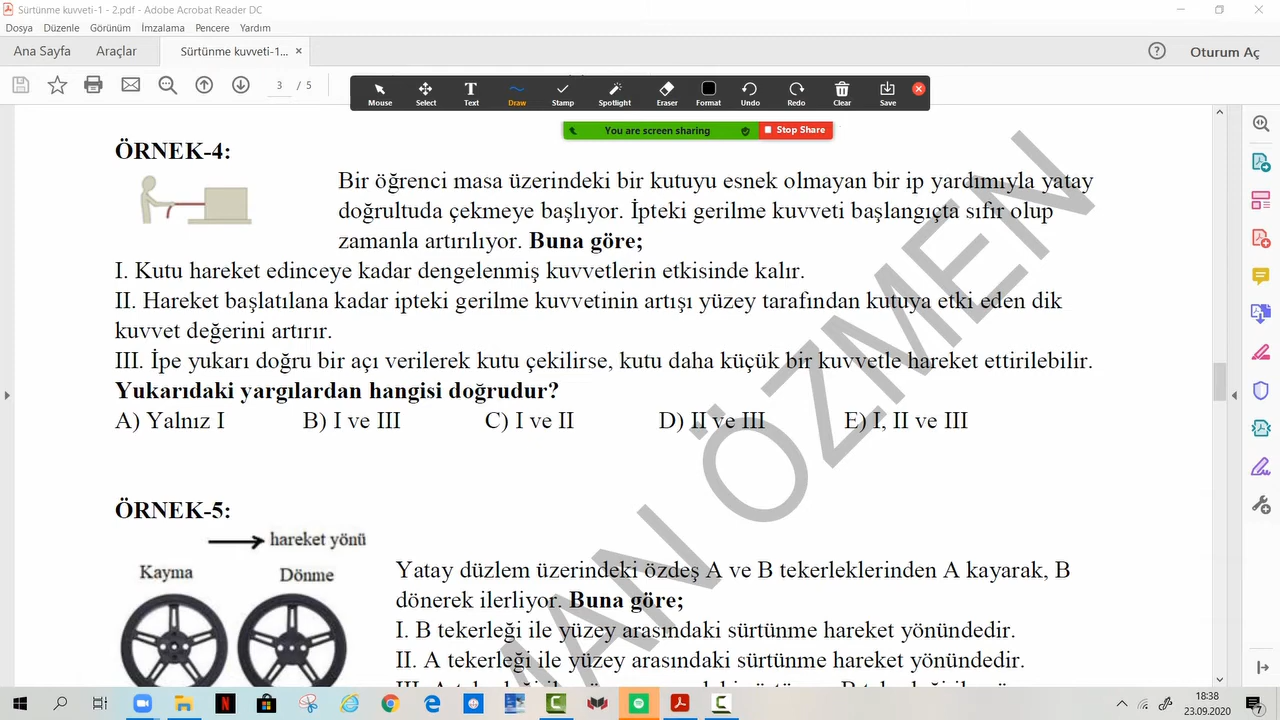 Sürtünme kuvveti-1 - 2.pdf - Adobe Acrobat Reader DC
Dosya Düzenle Görünüm İmzalama Pencere Yardım
Ana Sayfa Araçlar Sürtünme kuvveti-1... × Oturum Aç
3 / 5
Mouse Select Text Draw Stamp Spotlight Eraser Format Undo Redo Clear Save
You are screen sharing Stop Share
ÖRNEK-4:
Bir öğrenci masa üzerindeki bir kutuyu esnek olmayan bir ip yardımıyla yatay
doğrultuda çekmeye başlıyor. İpteki gerilme kuvveti başlangıçta sıfır olup
zamanla artırılıyor. Buna göre;
I. Kutu hareket edinceye kadar dengelenmiş kuvvetlerin etkisinde kalır.
II. Hareket başlatılana kadar ipteki gerilme kuvvetinin artışı yüzey tarafından kutuya etki eden dik
kuvvet değerini artırır.
III. İpe yukarı doğru bir açı verilerek kutu çekilirse, kutu daha küçük bir kuvvetle hareket ettirilebilir.
Yukarıdaki yargılardan hangisi doğrudur?
A) Yalnız I B) I ve III C) I ve II D) II ve III E) I, II ve III
ÖRNEK-5:
hareket yönü
Kayma Dönme
Yatay düzlem üzerindeki özdeş A ve B tekerleklerinden A kayarak, B
dönerek ilerliyor. Buna göre;
I. B tekerleği ile yüzey arasındaki sürtünme hareket yönündedir.
II. A tekerleği ile yüzey arasındaki sürtünme hareket yönündedir.
MAN ÖZMEN
18:38
23.09.2020
7